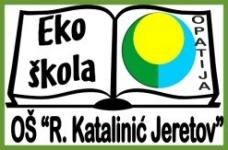 Eko
škola
OPATIJA
OŠ "R. Katalinić Jeretov"